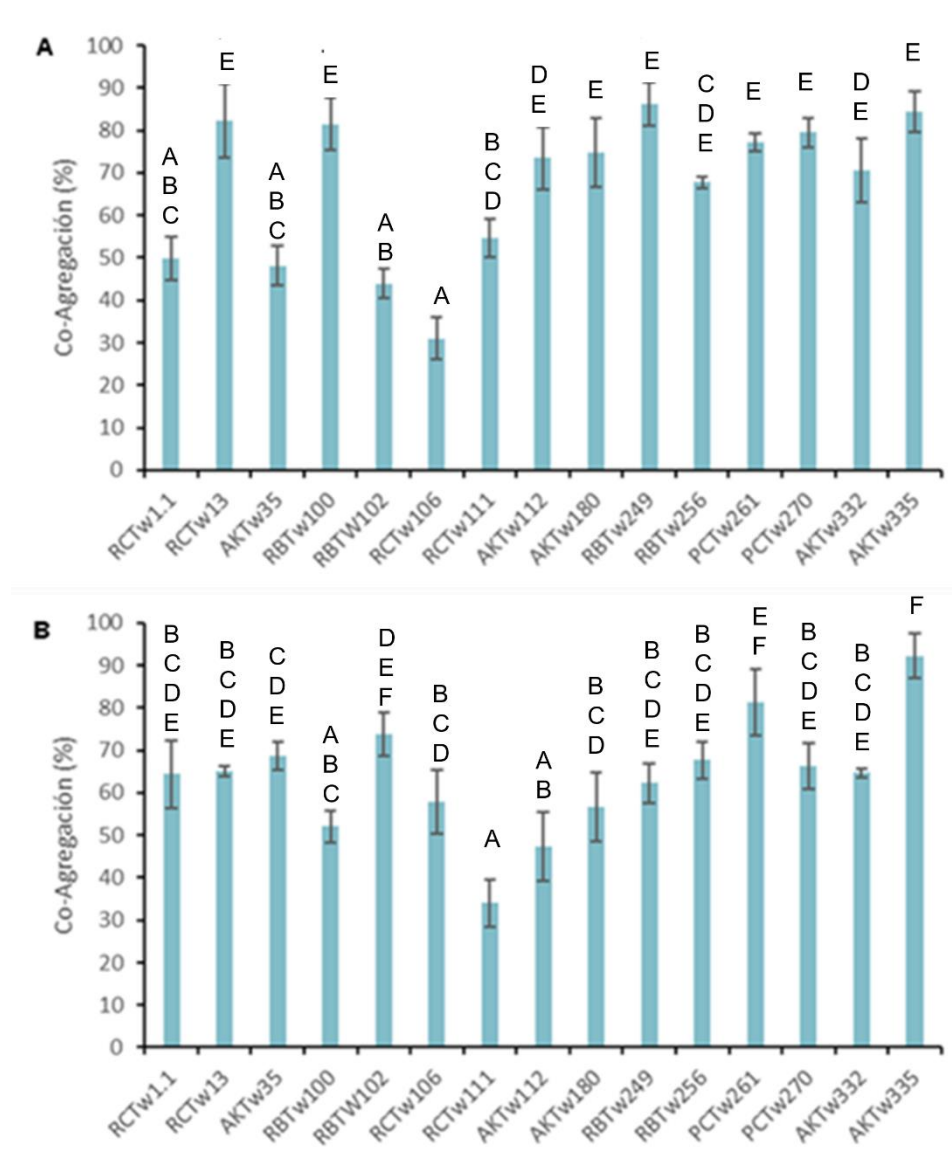 A
Co-Agregación (%)
100
90
80
70
60
50
40
30
20
10
0
A
B
C
E
A
B
C
E
A
B
A
B
C
D
D
E
E
E
C
D
E
E
E
D
E
E
RCTw1.1
RCTw13
AKTw35
RBTw100
RBTW102
RCTw106
RCTw111
AKTw112
AKTw180
RBTw249
RBTw256
PCTw261
PCTw270
AKTw332
AKTw335
B
Co-Agregación (%)
100
90
80
70
60
50
40
30
20
10
0
B
C
D
E
B
C
D
E
C
D
E
A
B
C
D
E
F
B
C
D
A
A
B
B
C
D
B
C
D
E
B
C
D
E
E
F
B
C
D
E
B
C
D
E
F
RCTw1.1
RCTw13
AKTw35
RBTw100
RBTW102
RCTw106
RCTw111
AKTw112
AKTw180
RBTw249
RBTw256
PCTw261
PCTw270
AKTw332
AKTw335